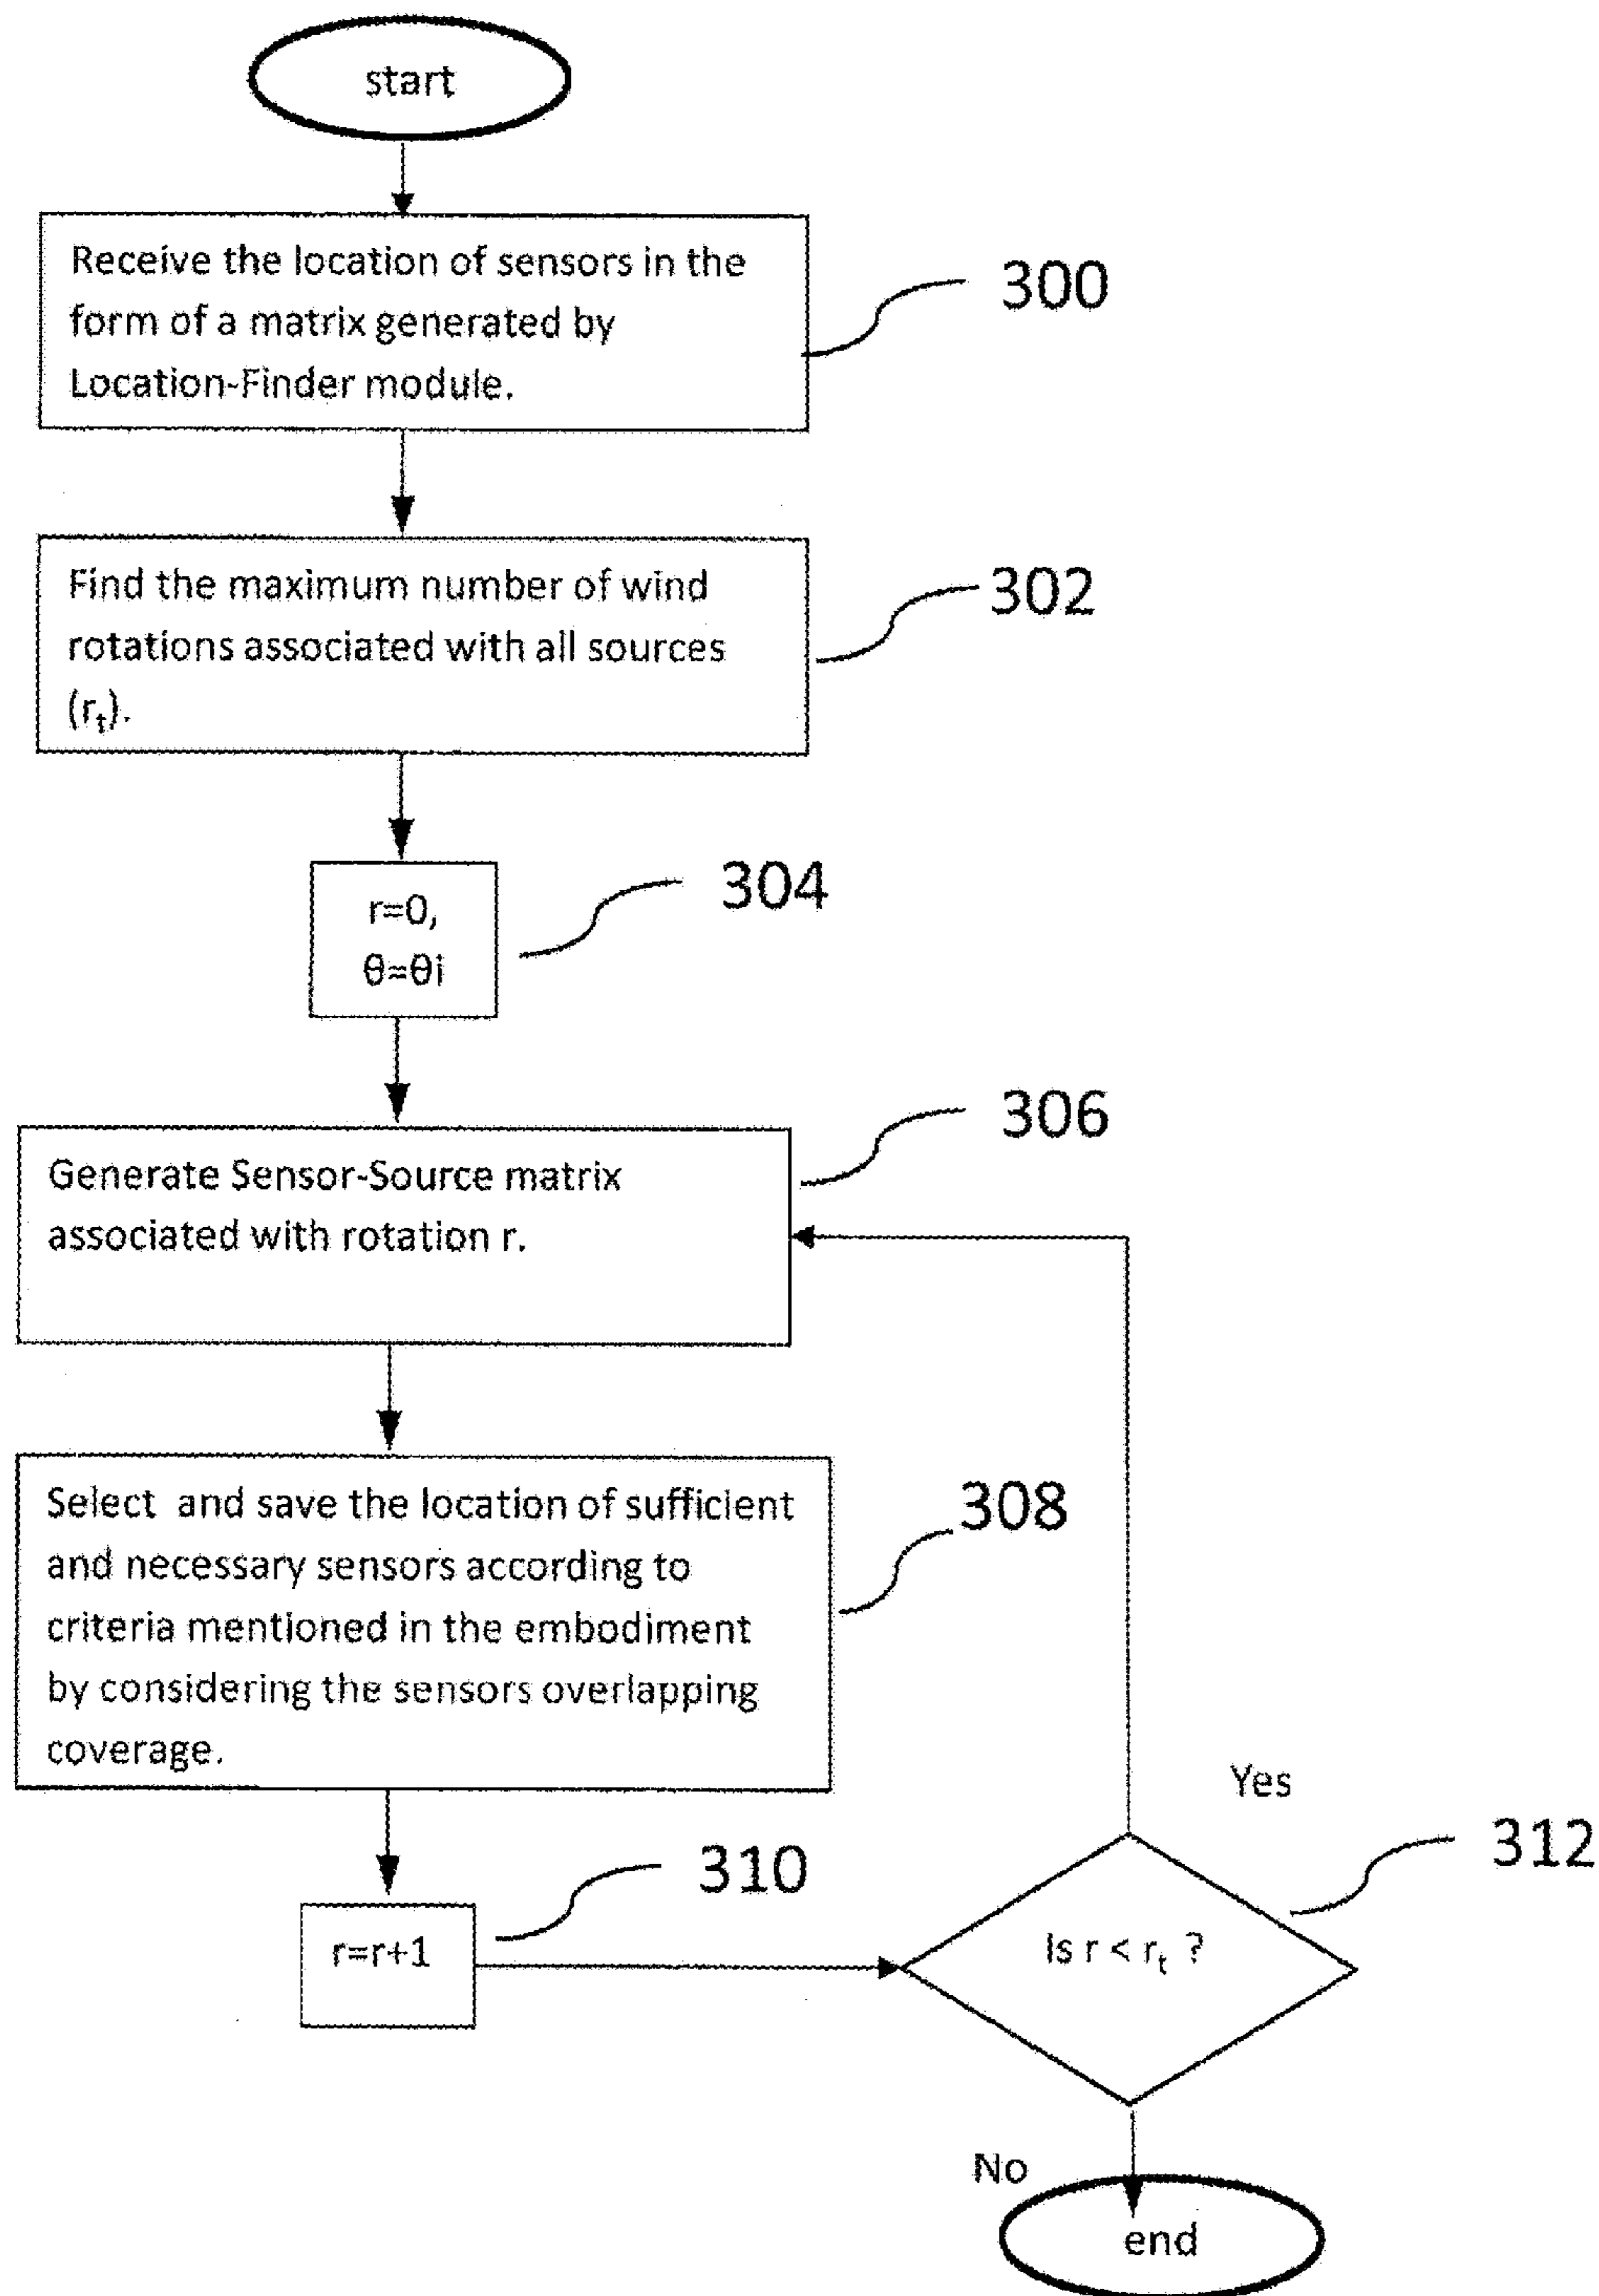 start
Receive the location of sensors in the
form of a matrix generated by
Location-Finder module.
300
Find the maximum number of wind
rotations associated with all sources
(rt).
302
r=0,
θ=θi
304
Generate Sensor-Source matrix
associated with rotation r.
306
Select and save the location of sufficient
and necessary sensors according to
criteria mentioned in the embodiment
by considering the sensors overlapping
coverage.
308
r=r+1
310
Is r < rt ?
312
Yes
No
end